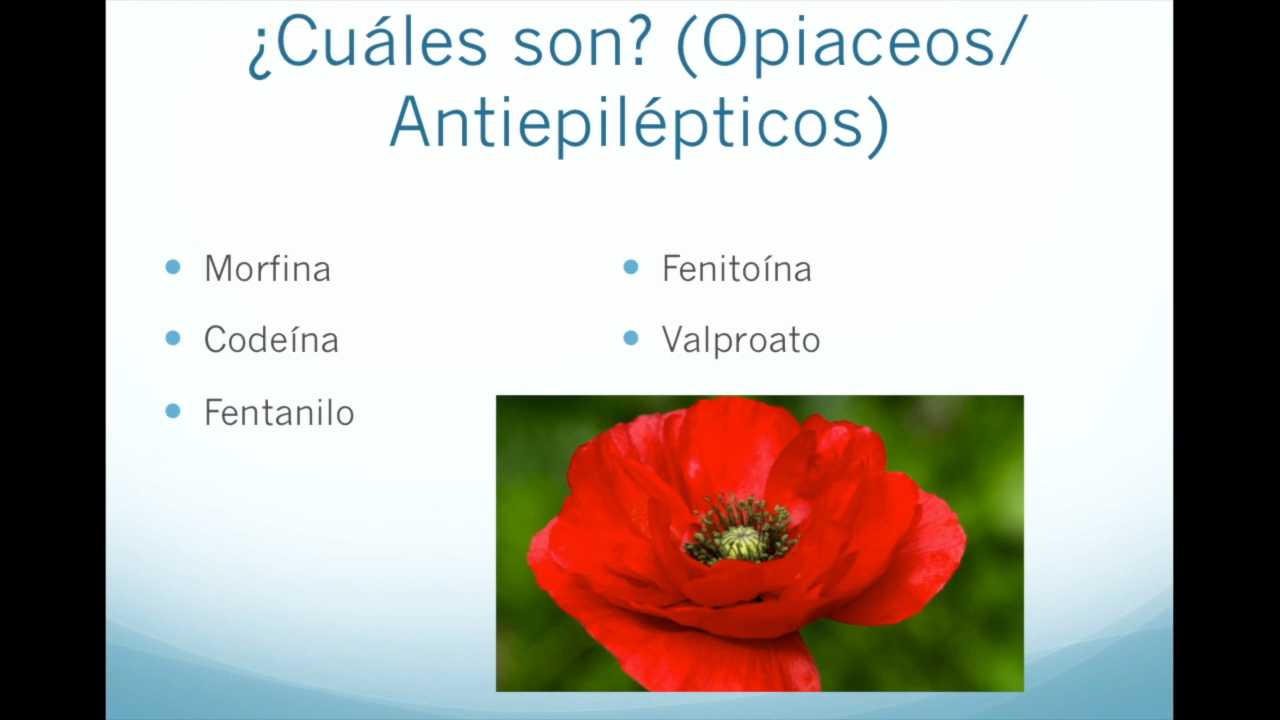 ¿Cuáles son? (Opiaceos/
Antiepilépticos)
Morfina
Codeína
Fentanilo
Fenitoína
Valproato